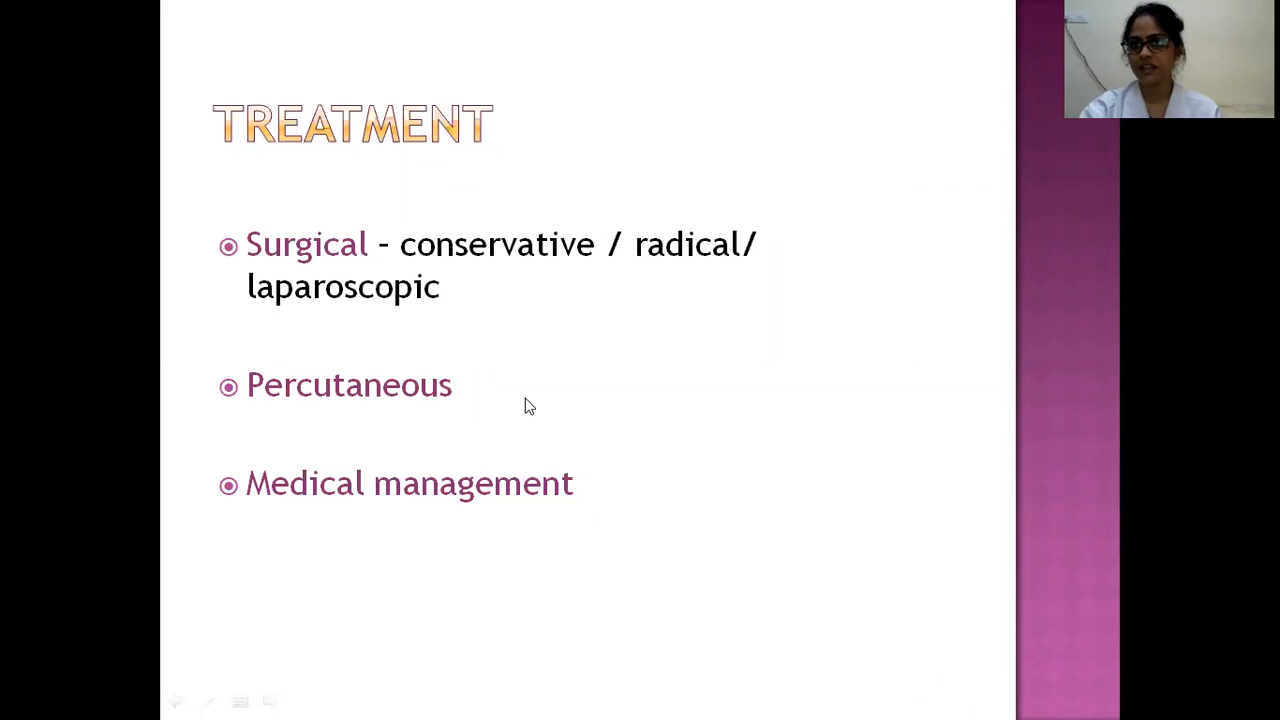 TREATMENT
Surgical - conservative / radical/
laparoscopic
Percutaneous
Medical management